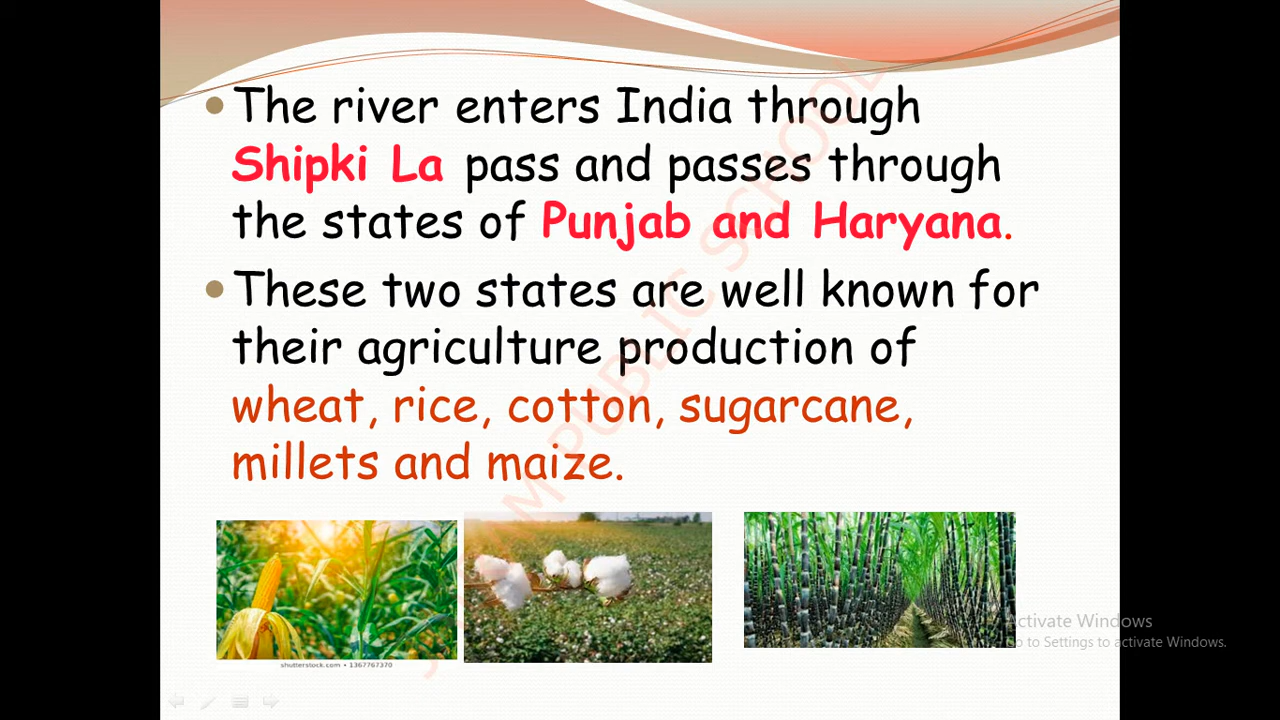 The river enters India through
Shipki La pass and passes through
the states of Punjab and Haryana.
These two states are well known for
their agriculture production of
wheat, rice, cotton, sugarcane,
millets and maize.
PUBLIC SCHOOL
shutterstock.com • 1367767370
Activate Windows
Go to Settings to activate Windows.